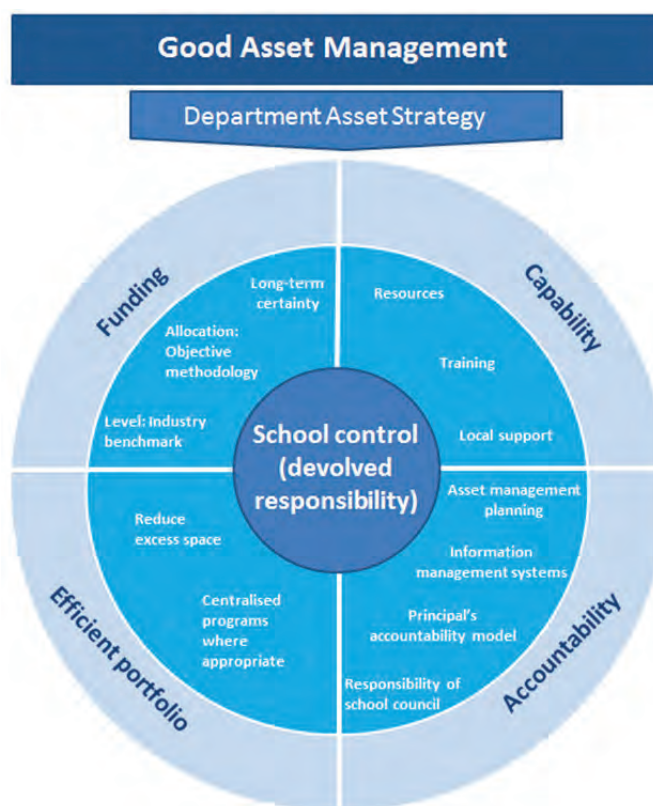 Good Asset Management
Department Asset Strategy
Funding
Long-term
certainty
Allocation:
Objective
methodology
Level: Industry
benchmark
Capability
Resources
Training
Local support
School control
(devolved
responsibility)
Efficient portfolio
Reduce
excess space
Centralised
programs
where
appropriate
Accountability
Asset management
planning
Information
management systems
Principal's
accountability model
Responsibility of
school council